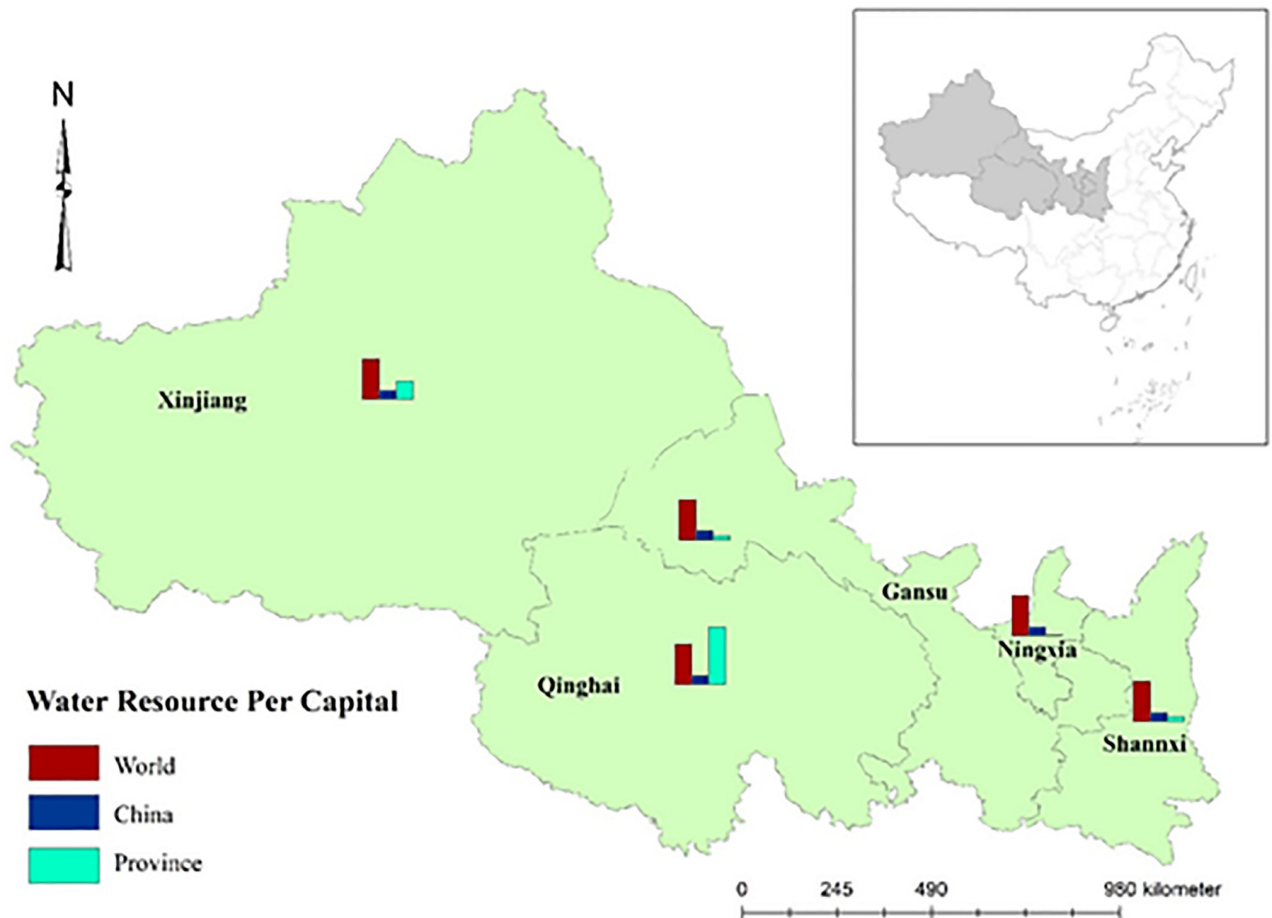 N
Xinjiang
Gansu
Ningxia
Qinghai
Shannxi
Water Resource Per Capital
World
China
Province
0 245 490 980 kilometer